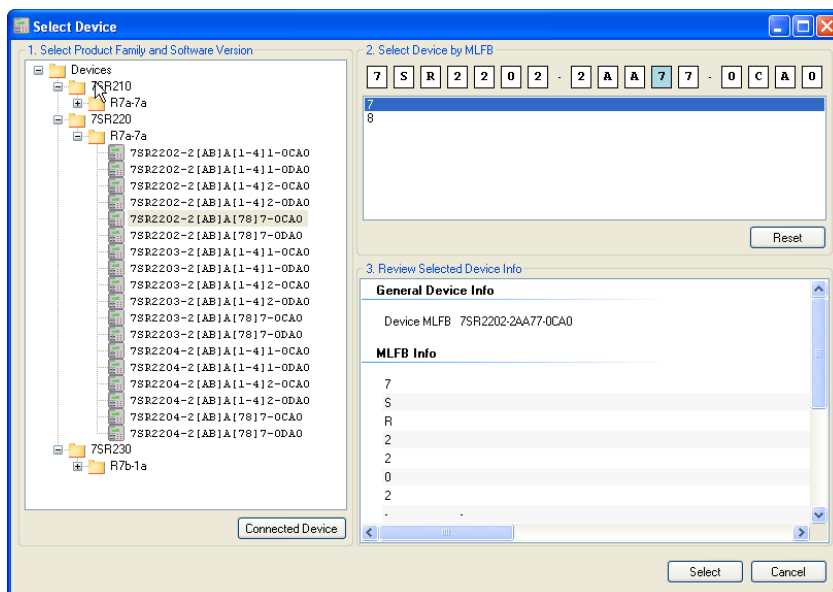 Select Device
1. Select Product Family and Software Version
Devices
7SR210
R7a-7a
7SR220
R7a-7a
7SR2202-2[AB]A[1-4]1-0CA0
7SR2202-2[AB]A[1-4]1-0DA0
7SR2202-2[AB]A[1-4]2-0CA0
7SR2202-2[AB]A[1-4]2-0DA0
7SR2202-2[AB]A[78]7-0CA0
7SR2202-2[AB]A[78]7-0DA0
7SR2203-2[AB]A[1-4]1-0CA0
7SR2203-2[AB]A[1-4]1-0DA0
7SR2203-2[AB]A[1-4]2-0CA0
7SR2203-2[AB]A[1-4]2-0DA0
7SR2203-2[AB]A[78]7-0CA0
7SR2203-2[AB]A[78]7-0DA0
7SR2204-2[AB]A[1-4]1-0CA0
7SR2204-2[AB]A[1-4]1-0DA0
7SR2204-2[AB]A[1-4]2-0CA0
7SR2204-2[AB]A[1-4]2-0DA0
7SR2204-2[AB]A[78]7-0CA0
7SR2204-2[AB]A[78]7-0DA0
7SR230
R7b-1a
Connected Device
2. Select Device by MLFB
7 S R 2 2 0 2 - 2 A A 7 7 - 0 C A 0
7
8
Reset
3. Review Selected Device Info
General Device Info
Device MLFB 7SR2202-2AA77-0CA0
MLFB Info
7
S
R
2
2
0
2
- -
Select Cancel